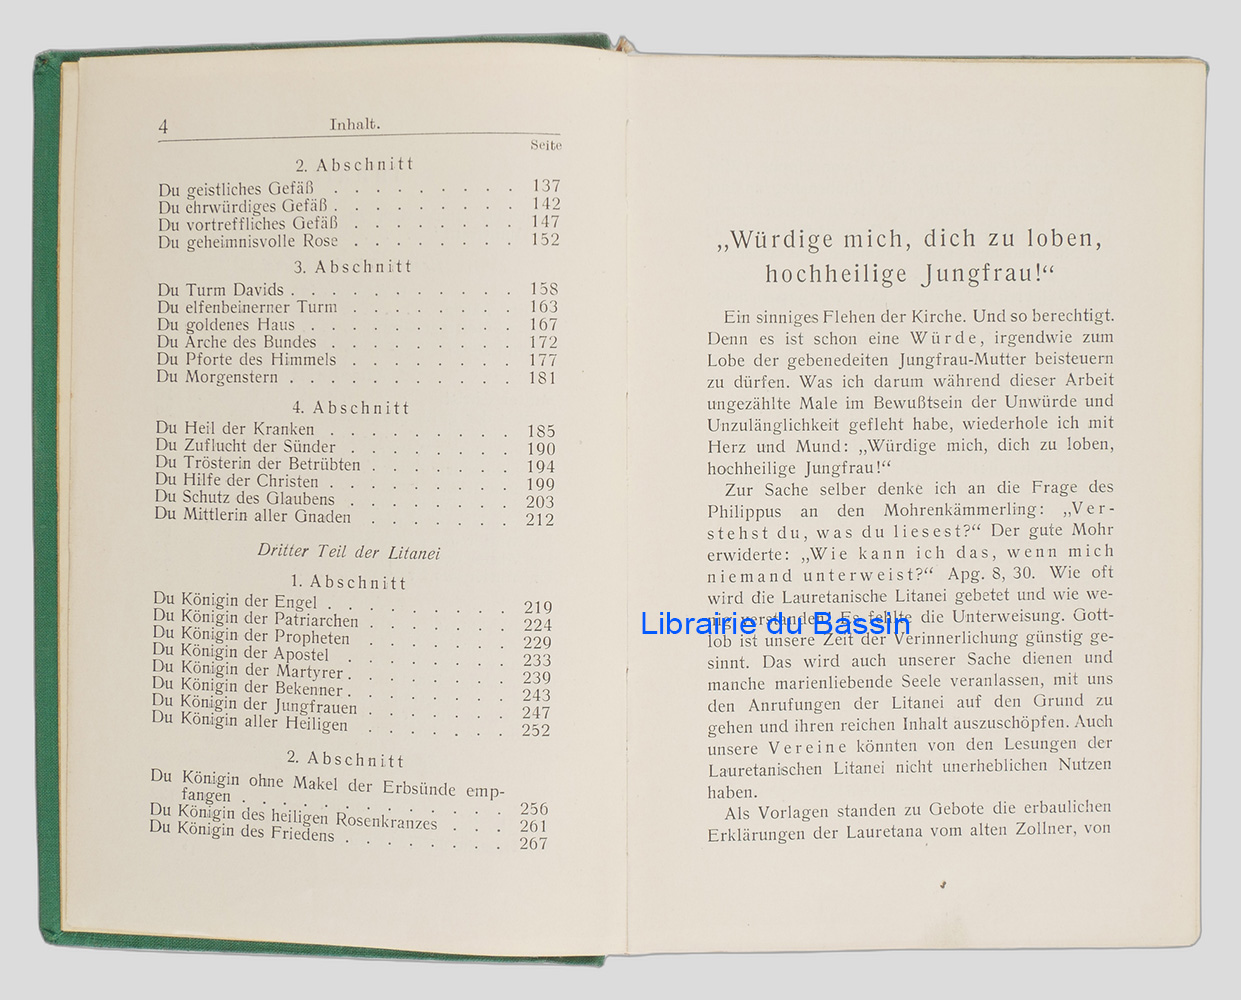 4 Inhalt.
Seite
2. Abschnitt
Du geistliches Gefäß . . . . . . . . . 137
Du ehrwürdiges Gefäß . . . . . . . . . 142
Du vortreffliches Gefäß . . . . . . . . 147
Du geheimnisvolle Rose . . . . . . . . 152
3. Abschnitt
Du Turm Davids . . . . . . . . . . . 158
Du elfenbeinerner Turm . . . . . . . . 163
Du goldenes Haus . . . . . . . . . . 167
Du Arche des Bundes . . . . . . . . . 172
Du Pforte des Himmels . . . . . . . . 177
Du Morgenstern . . . . . . . . . . . 181
4. Abschnitt
Du Heil der Kranken . . . . . . . . . 185
Du Zuflucht der Sünder . . . . . . . . 190
Du Trösterin der Betrübten . . . . . . . 194
Du Hilfe der Christen . . . . . . . . . 199
Du Schutz des Glaubens . . . . . . . . 203
Du Mittlerin aller Gnaden . . . . . . . 212
Dritter Teil der Litanei
1. Abschnitt
Du Königin der Engel . . . . . . . . . 219
Du Königin der Patriarchen . . . . . . . 224
Du Königin der Propheten . . . . . . . 229
Du Königin der Apostel . . . . . . . . 233
Du Königin der Martyrer . . . . . . . . 239
Du Königin der Bekenner . . . . . . . . 243
Du Königin der Jungfrauen . . . . . . . 247
Du Königin aller Heiligen . . . . . . . 252
2. Abschnitt
Du Königin ohne Makel der Erbsünde emp-
fangen . . . . . . . . . . . . . 256
Du Königin des heiligen Rosenkranzes . . . 261
Du Königin des Friedens . . . . . . . . 267
„Würdige mich, dich zu loben,
hochheilige Jungfrau!“
Ein sinniges Flehen der Kirche. Und so berechtigt.
Denn es ist schon eine Würde, irgendwie zum
Lobe der gebenedeiten Jungfrau-Mutter beisteuern
zu dürfen. Was ich darum während dieser Arbeit
ungezählte Male im Bewußtsein der Unwürde und
Unzulänglichkeit gefleht habe, wiederhole ich mit
Herz und Mund: „Würdige mich, dich zu loben,
hochheilige Jungfrau!“
Zur Sache selber denke ich an die Frage des
Philippus an den Mohrenkämmerling: „Ver-
stehst du, was du liesest?“ Der gute Mohr
erwiderte: „Wie kann ich das, wenn mich
niemand unterweist?“ Apg. 8, 30. Wie oft
wird die Lauretanische Litanei gebetet und wie we-
nig verstanden! Es fehlte die Unterweisung. Gott-
lob ist unsere Zeit der Verinnerlichung günstig ge-
sinnt. Das wird auch unserer Sache dienen und
manche marienliebende Seele veranlassen, mit uns
den Anrufungen der Litanei auf den Grund zu
gehen und ihren reichen Inhalt auszuschöpfen. Auch
unsere Vereine könnten von den Lesungen der
Lauretanischen Litanei nicht unerheblichen Nutzen
haben.
Als Vorlagen standen zu Gebote die erbaulichen
Erklärungen der Lauretana vom alten Zollner, von
Librairie du Bassin